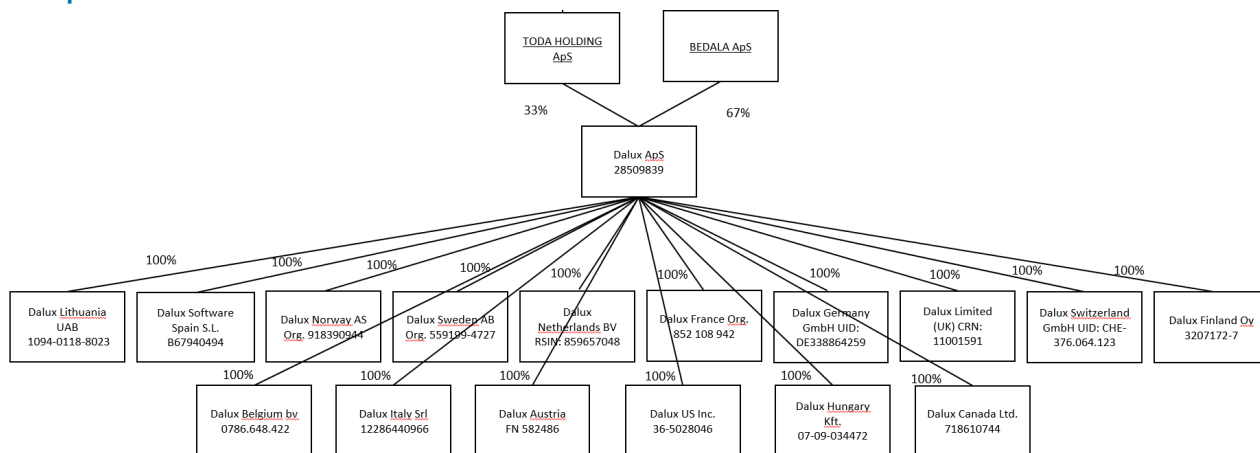 TODA HOLDING
ApS
BEDALA ApS
33%
67%
Dalux ApS
28509839
100%
100%
100%
100%
100%
100%
100%
100%
100%
100%
Dalux Lithuania
UAB
1094-0118-8023
Dalux Software
Spain S.L.
B67940494
Dalux Norway AS
Org. 918390944
Dalux Sweden AB
Org. 559199-4727
Dalux
Netherlands BV
RSIN: 859657048
Dalux France Org.
852 108 942
Dalux Germany
GmbH UID:
DE338864259
Dalux Limited
(UK) CRN:
11001591
Dalux Switzerland
GmbH UID: CHE-
376.064.123
Dalux Finland Oy
3207172-7
100%
100%
100%
100%
100%
100%
Dalux Belgium bv
0786.648.422
Dalux Italy Srl
12286440966
Dalux Austria
FN 582486
Dalux US Inc.
36-5028046
Dalux Hungary
Kft.
07-09-034472
Dalux Canada Ltd.
718610744